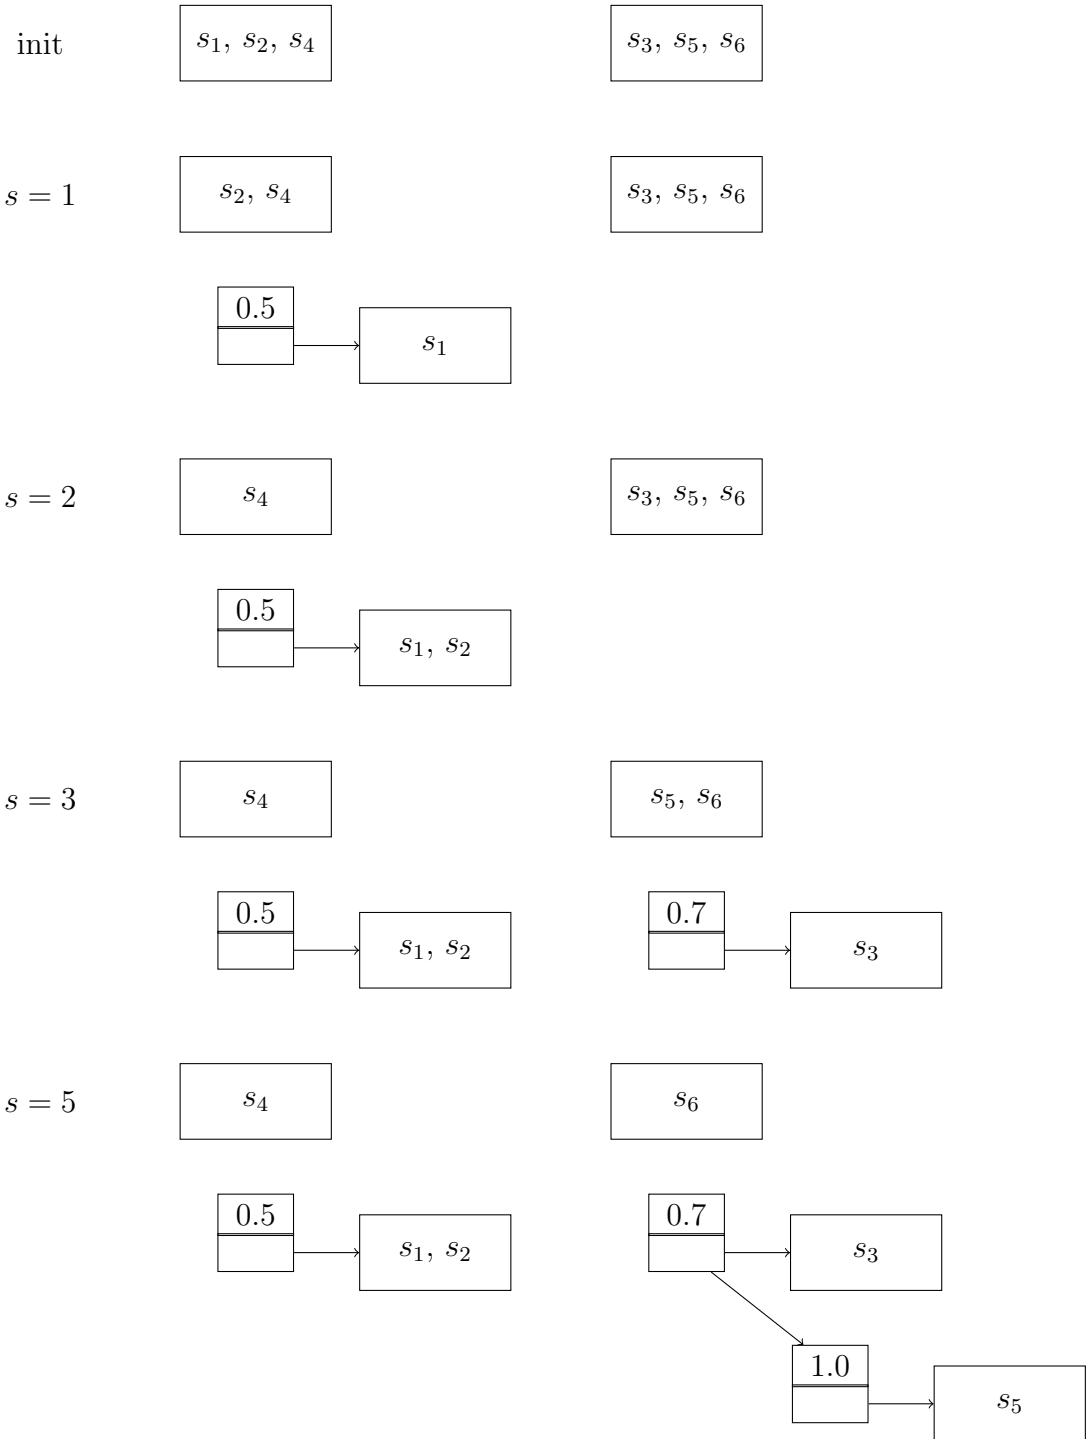 init s₁, s₂, s₄ s₃, s₅, s₆
s = 1 s₂, s₄ s₃, s₅, s₆
0.5
s₁
s = 2 s₄ s₃, s₅, s₆
0.5
s₁, s₂
s = 3 s₄ s₅, s₆
0.5 0.7
s₁, s₂ s₃
s = 5 s₄ s₆
0.5 0.7
s₁, s₂ s₃
1.0
s₅